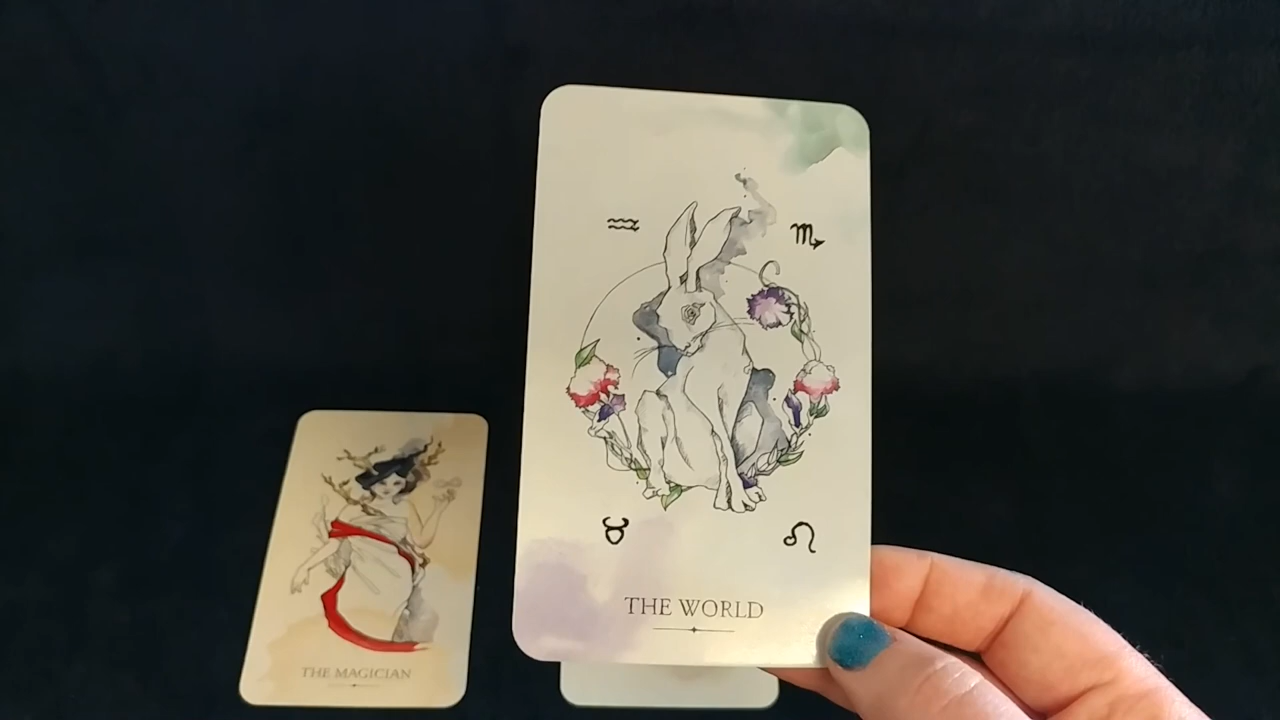 ♒ ♏
♉ ♌
THE WORLD
THE MAGICIAN